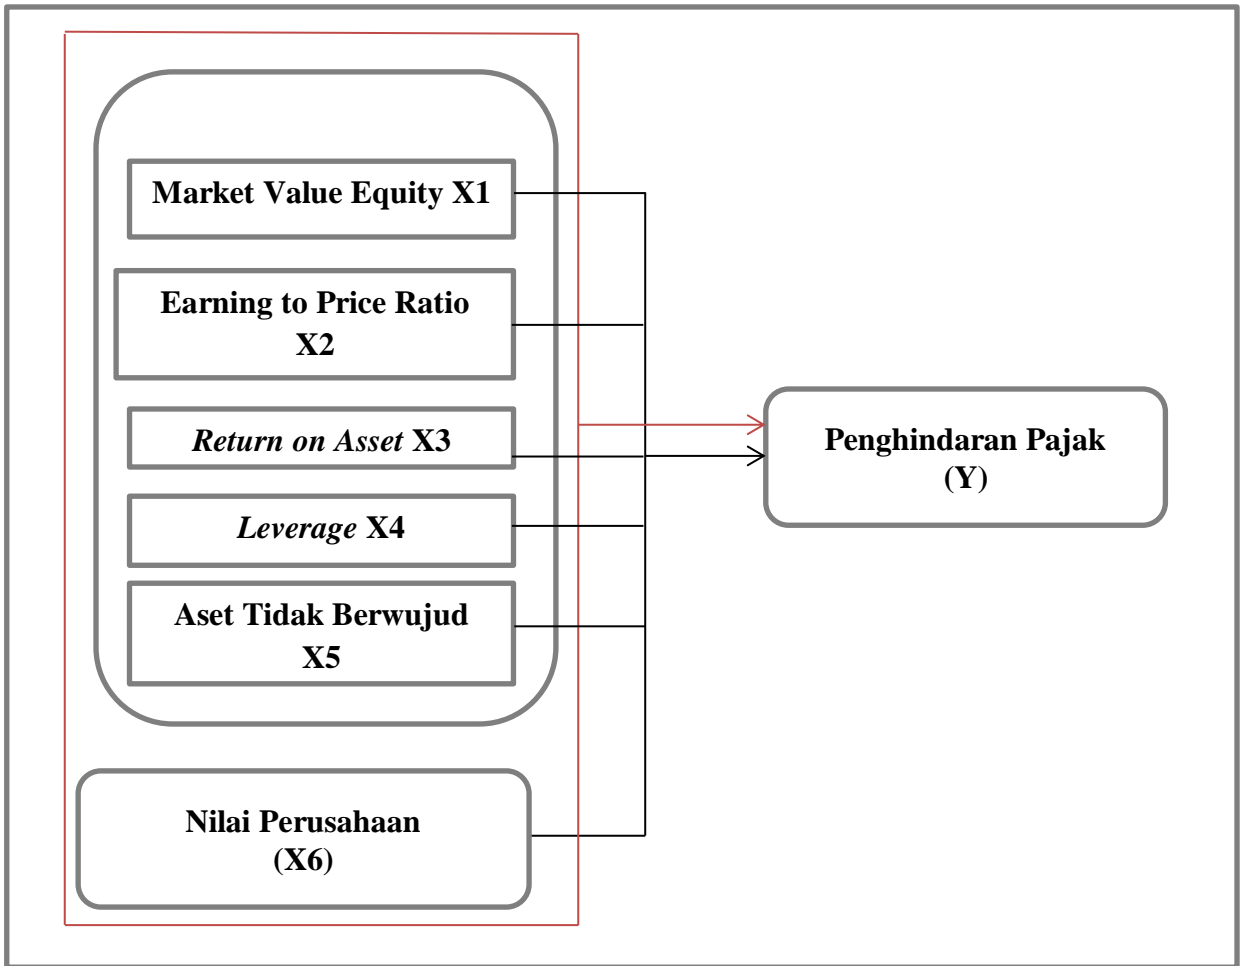 Market Value Equity X1
Earning to Price Ratio
X2
Return on Asset X3
Leverage X4
Aset Tidak Berwujud
X5
Nilai Perusahaan
(X6)
Penghindaran Pajak
(Y)